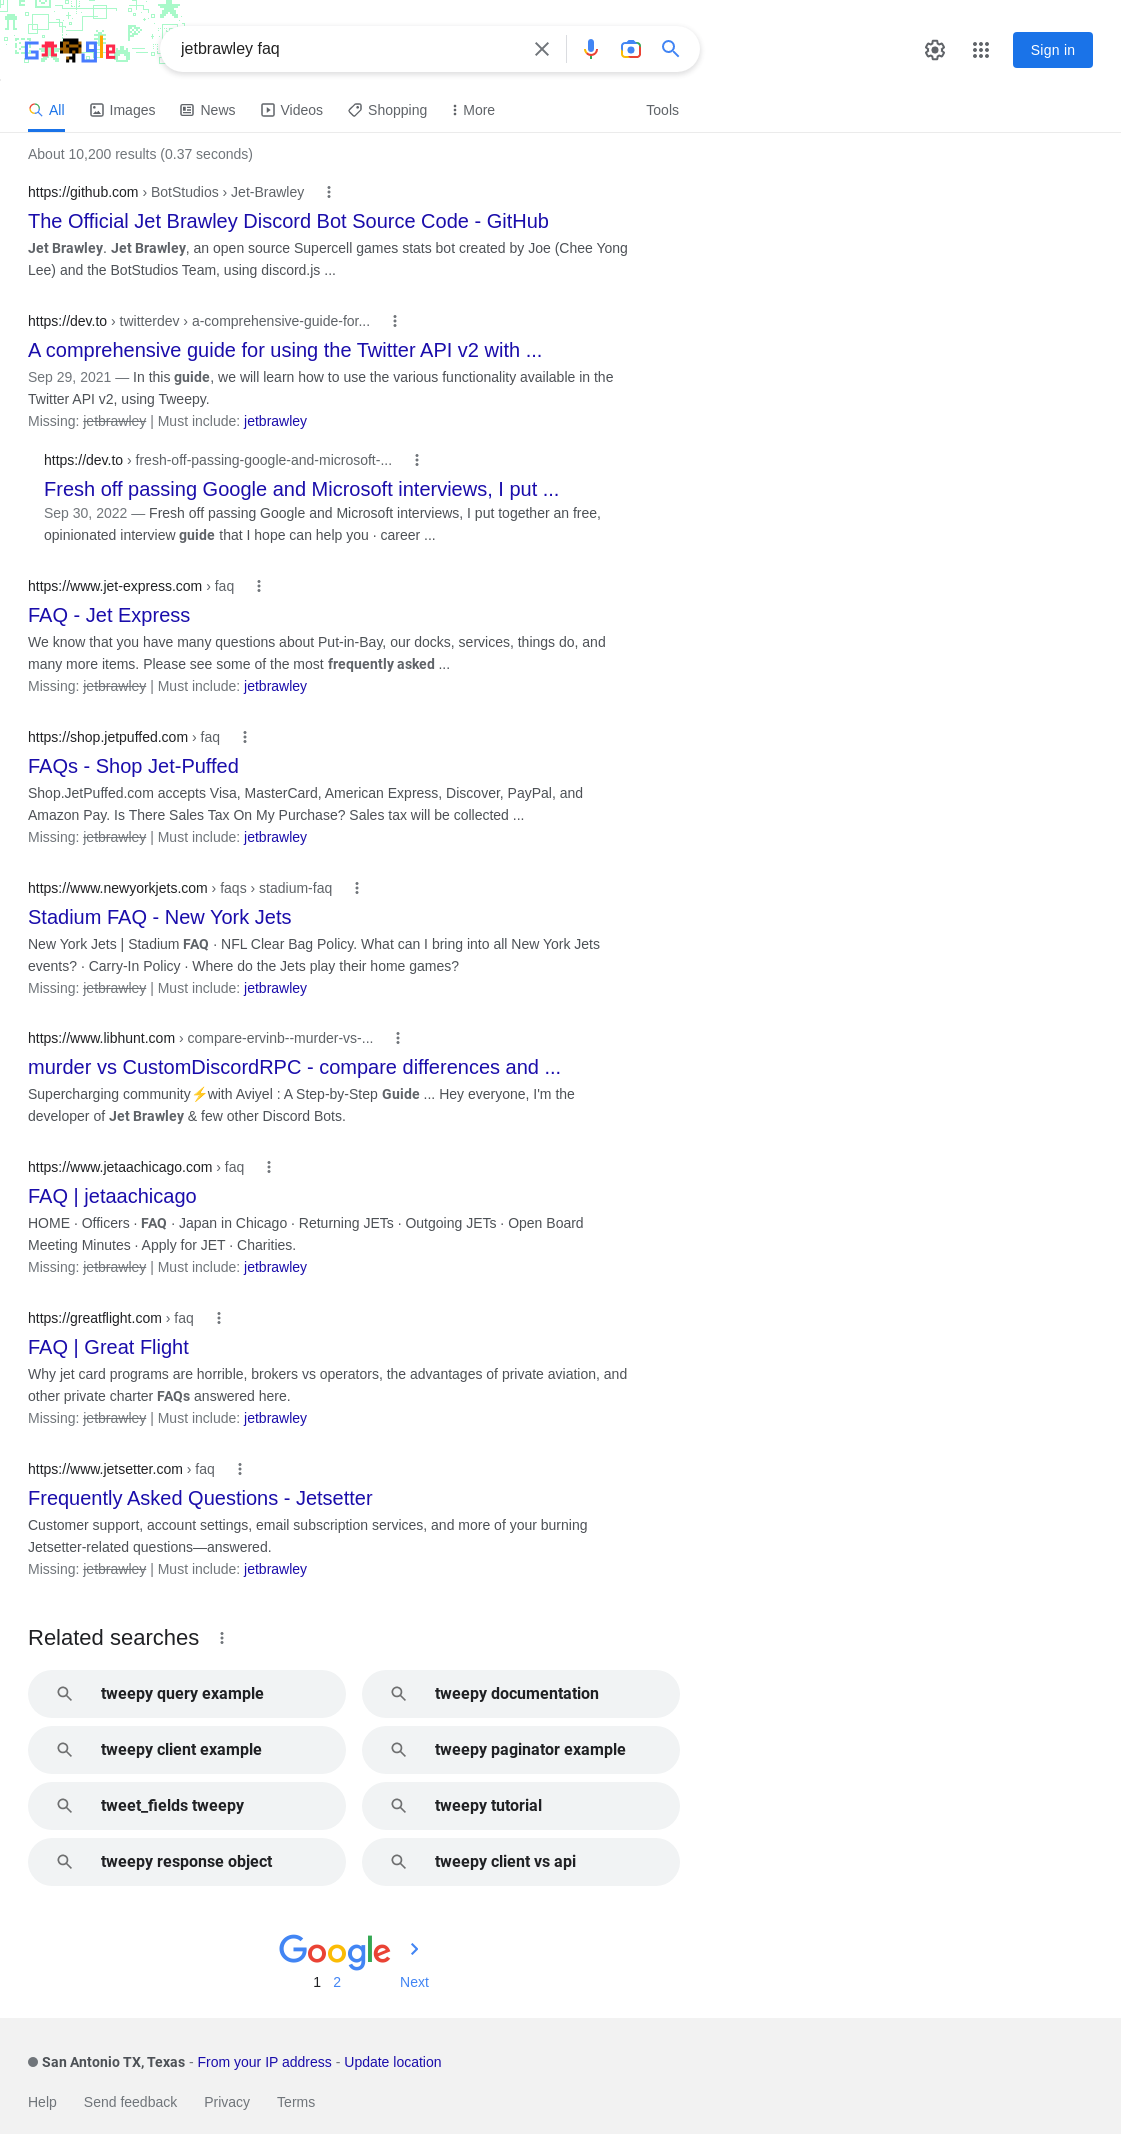 jetbrawley faq
Sign in
All
Images
News
Videos
Shopping
More
Tools
About 10,200 results (0.37 seconds)
https://github.com › BotStudios › Jet-Brawley
The Official Jet Brawley Discord Bot Source Code - GitHub
Jet Brawley. Jet Brawley, an open source Supercell games stats bot created by Joe (Chee Yong
Lee) and the BotStudios Team, using discord.js ...
https://dev.to › twitterdev › a-comprehensive-guide-for...
A comprehensive guide for using the Twitter API v2 with ...
Sep 29, 2021 — In this guide, we will learn how to use the various functionality available in the
Twitter API v2, using Tweepy.
Missing: jetbrawley | Must include: jetbrawley
https://dev.to › fresh-off-passing-google-and-microsoft-...
Fresh off passing Google and Microsoft interviews, I put ...
Sep 30, 2022 — Fresh off passing Google and Microsoft interviews, I put together an free,
opinionated interview guide that I hope can help you · career ...
https://www.jet-express.com › faq
FAQ - Jet Express
We know that you have many questions about Put-in-Bay, our docks, services, things do, and
many more items. Please see some of the most frequently asked ...
Missing: jetbrawley | Must include: jetbrawley
https://shop.jetpuffed.com › faq
FAQs - Shop Jet-Puffed
Shop.JetPuffed.com accepts Visa, MasterCard, American Express, Discover, PayPal, and
Amazon Pay. Is There Sales Tax On My Purchase? Sales tax will be collected ...
Missing: jetbrawley | Must include: jetbrawley
https://www.newyorkjets.com › faqs › stadium-faq
Stadium FAQ - New York Jets
New York Jets | Stadium FAQ · NFL Clear Bag Policy. What can I bring into all New York Jets
events? · Carry-In Policy · Where do the Jets play their home games?
Missing: jetbrawley | Must include: jetbrawley
https://www.libhunt.com › compare-ervinb--murder-vs-...
murder vs CustomDiscordRPC - compare differences and ...
Supercharging community⚡with Aviyel : A Step-by-Step Guide ... Hey everyone, I'm the
developer of Jet Brawley & few other Discord Bots.
https://www.jetaachicago.com › faq
FAQ | jetaachicago
HOME · Officers · FAQ · Japan in Chicago · Returning JETs · Outgoing JETs · Open Board
Meeting Minutes · Apply for JET · Charities.
Missing: jetbrawley | Must include: jetbrawley
https://greatflight.com › faq
FAQ | Great Flight
Why jet card programs are horrible, brokers vs operators, the advantages of private aviation, and
other private charter FAQs answered here.
Missing: jetbrawley | Must include: jetbrawley
https://www.jetsetter.com › faq
Frequently Asked Questions - Jetsetter
Customer support, account settings, email subscription services, and more of your burning
Jetsetter-related questions—answered.
Missing: jetbrawley | Must include: jetbrawley
Related searches
tweepy query example
tweepy documentation
tweepy client example
tweepy paginator example
tweet_fields tweepy
tweepy tutorial
tweepy response object
tweepy client vs api
Google
1 2 Next
San Antonio TX, Texas - From your IP address - Update location
Help Send feedback Privacy Terms